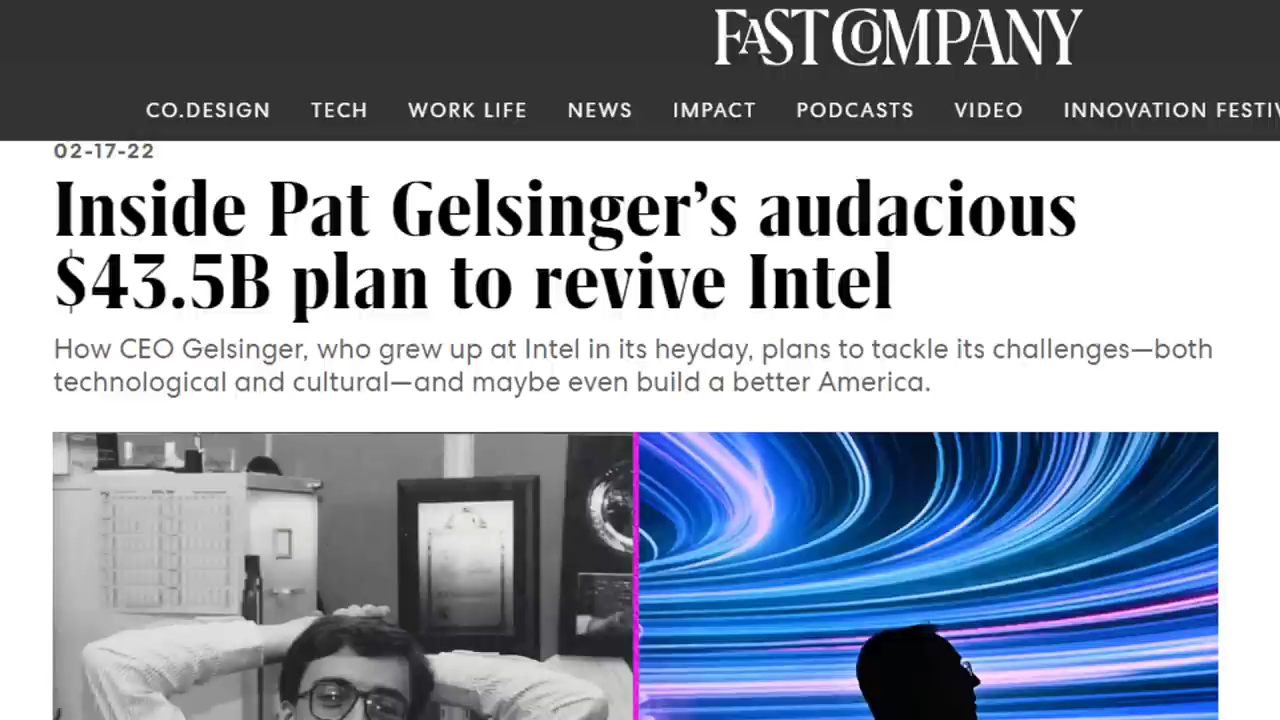 FAST COMPANY
CO.DESIGN TECH WORK LIFE NEWS IMPACT PODCASTS VIDEO INNOVATION
02-17-22
Inside Pat Gelsinger’s audacious
$43.5B plan to revive Intel
How CEO Gelsinger, who grew up at Intel in its heyday, plans to tackle its challenges—both
technological and cultural—and maybe even build a better America.